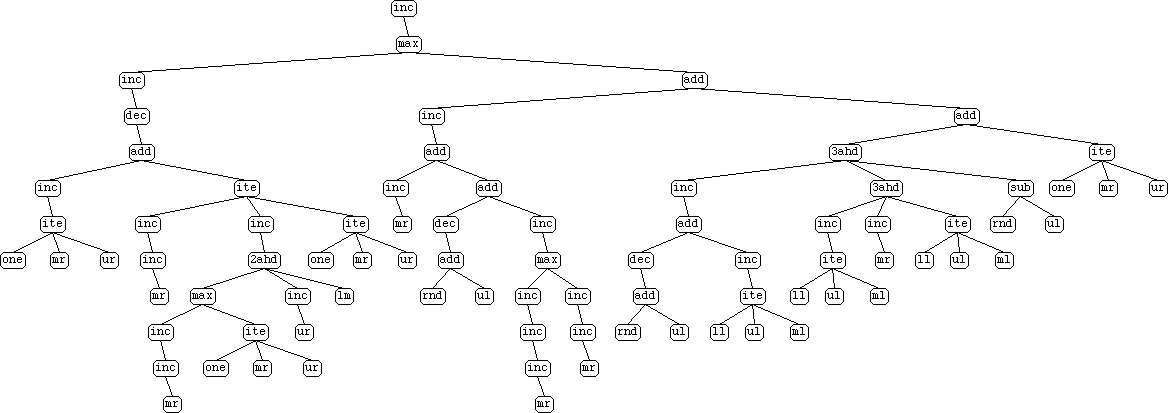 inc
max
inc add
dec inc add
add add 3ahd ite
inc ite inc add inc 3ahd sub one mr ur
ite inc inc ite mr dec inc add inc inc ite rnd ul
one mr ur inc 2ahd one mr ur add max dec inc ite mr ll ul ml
mr max inc lm rnd ul inc inc add ite ll ul ml
inc ite ur inc inc rnd ul ll ul ml
inc one mr ur inc mr
mr mr